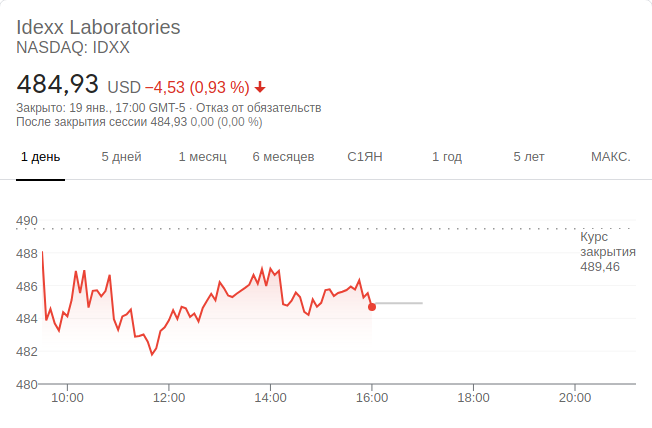 Idexx Laboratories
NASDAQ: IDXX
484,93 USD −4,53 (0,93 %)
Закрыто: 19 янв., 17:00 GMT-5 · Отказ от обязательств
После закрытия сессии 484,93 0,00 (0,00 %)
1 день 5 дней 1 месяц 6 месяцев С1ЯН 1 год 5 лет МАКС.
490
Курс
закрытия
489,46
488
486
484
482
480
10:00 12:00 14:00 16:00 18:00 20:00